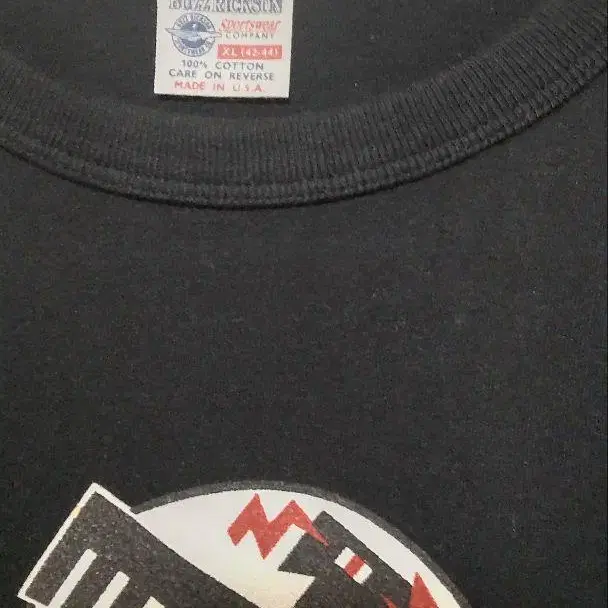 BUZZ RICKSON
Sportswear
COMPANY
XL (42-44)
100% COTTON
CARE ON REVERSE
MADE IN U.S.A.